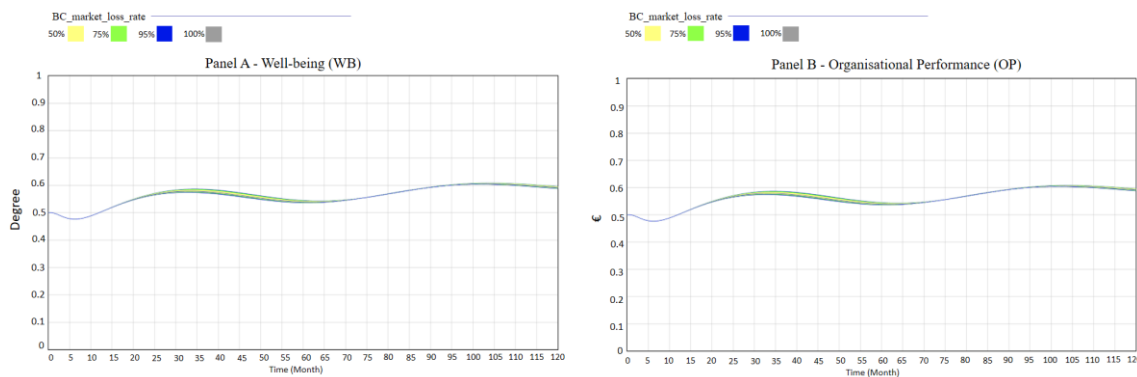 BC_market_loss_rate
50% 75% 95% 100%
Panel A - Well-being (WB)
1
0.9
0.8
0.7
0.6
0.5
0.4
0.3
0.2
0.1
0
Degree
0 5 10 15 20 25 30 35 40 45 50 55 60 65 70 75 80 85 90 95 100 105 110 115 120
Time (Month)
BC_market_loss_rate
50% 75% 95% 100%
Panel B - Organisational Performance (OP)
1
0.9
0.8
0.7
0.6
0.5
0.4
0.3
0.2
0.1
0
€
0 5 10 15 20 25 30 35 40 45 50 55 60 65 70 75 80 85 90 95 100 105 110 115 120
Time (Month)